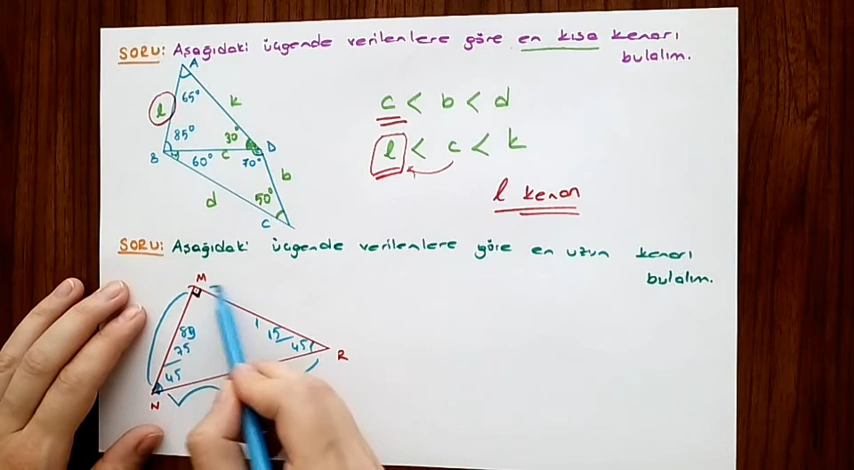 SORU: Aşağıdaki üçgende verilenlere göre en kısa kenarı
bulalım.
A
l
65°
k
c < b < d
85°
30°
B
60°
c
70°
D
l < c < k
b
d
50°
l kenarı
C
SORU: Aşağıdaki üçgende verilenlere göre en uzun kenarı
bulalım.
M
15
45
R
75
45
N